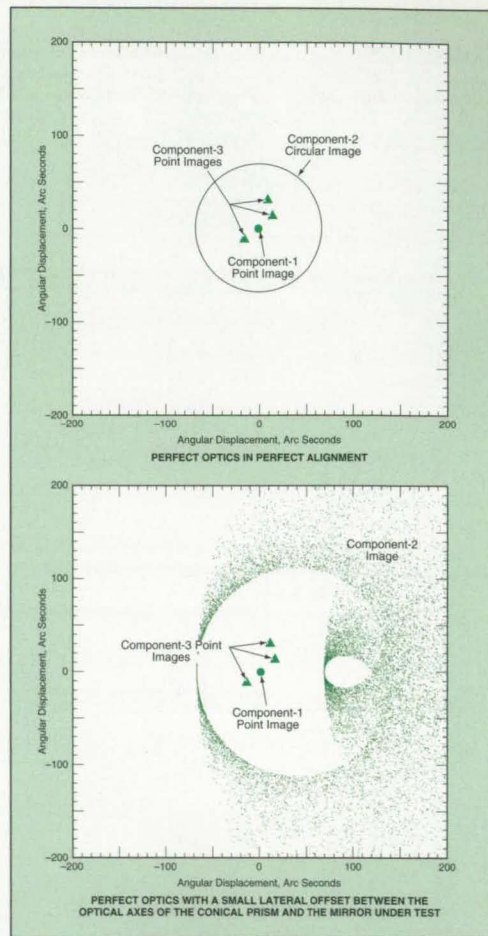 200
100
0
−100
−200
−200
−100
0
100
200
Angular Displacement, Arc Seconds
Component-3
Point Images
Component-2
Circular Image
Component-1
Point Image
Angular Displacement, Arc Seconds
PERFECT OPTICS IN PERFECT ALIGNMENT
200
100
0
−100
−200
−200
−100
0
100
200
Angular Displacement, Arc Seconds
Component-2
Image
Component-3 Point
Images
Component-1
Point Image
Angular Displacement, Arc Seconds
PERFECT OPTICS WITH A SMALL LATERAL OFFSET BETWEEN THE
OPTICAL AXES OF THE CONICAL PRISM AND THE MIRROR UNDER TEST